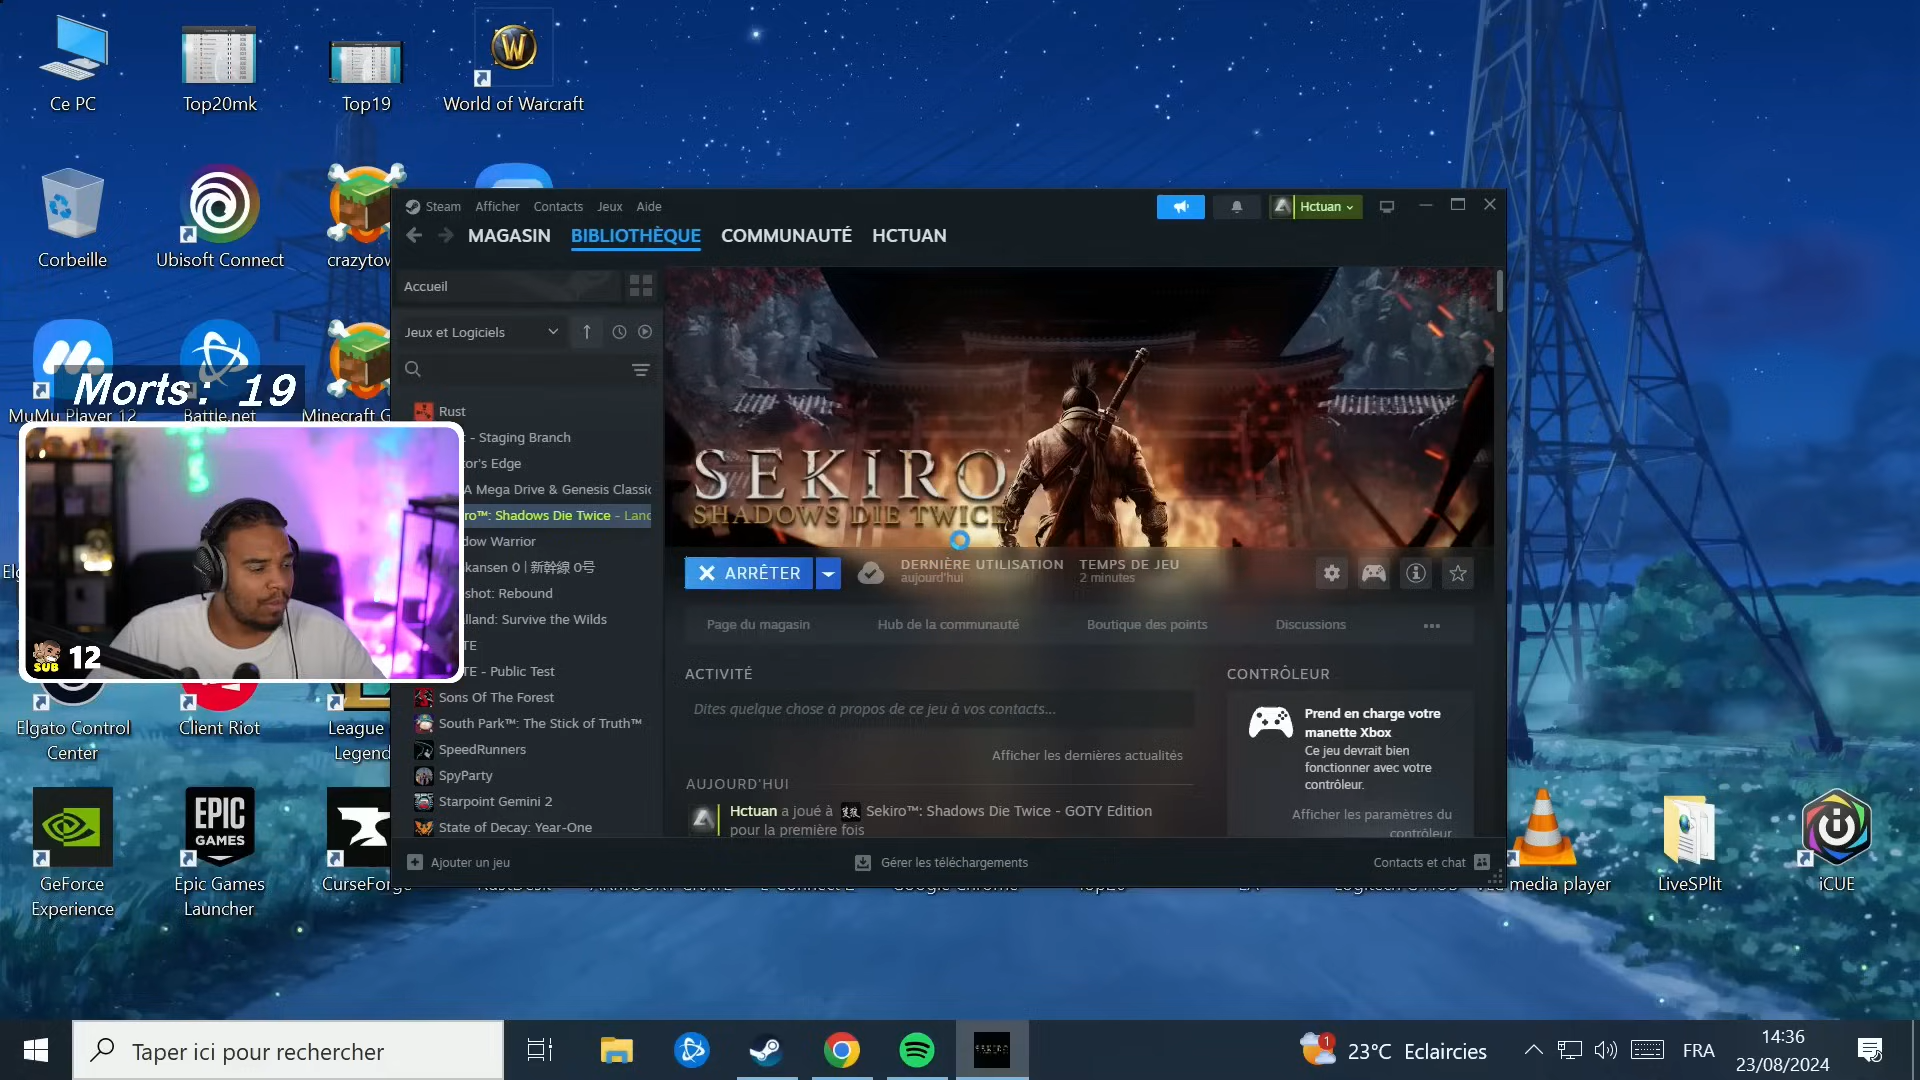 Ce PC
Top20mk
Top19
World of Warcraft
Corbeille
Ubisoft Connect
crazytow
MuMu Player 12
Battle.net
Minecraft G
Morts: 19
SUB 12
Elgato Control
Center
Client Riot
League
Legend
GeForce
Experience
EPIC
GAMES
Epic Games
Launcher
CurseForge
Steam Afficher Contacts Jeux Aide
Hctuan
MAGASIN BIBLIOTHÈQUE COMMUNAUTÉ HCTUAN
Accueil
Jeux et Logiciels
Rust
- Staging Branch
tor's Edge
A Mega Drive & Genesis Classic
ro™: Shadows Die Twice - Lanc
dow Warrior
kansen 0 | 新幹線 0号
shot: Rebound
alland: Survive the Wilds
TE
TE - Public Test
Sons Of The Forest
South Park™: The Stick of Truth™
SpeedRunners
SpyParty
Starpoint Gemini 2
State of Decay: Year-One
SEKIRO™
SHADOWS DIE TWICE
ARRÊTER
DERNIÈRE UTILISATION
aujourd'hui
TEMPS DE JEU
2 minutes
Page du magasin
Hub de la communauté
Boutique des points
Discussions
ACTIVITÉ
Dites quelque chose à propos de ce jeu à vos contacts...
Afficher les dernières actualités
AUJOURD'HUI
Hctuan a joué à Sekiro™: Shadows Die Twice - GOTY Edition
pour la première fois
CONTRÔLEUR
Prend en charge votre
manette Xbox
Ce jeu devrait bien
fonctionner avec votre
contrôleur.
Afficher les paramètres du
contrôleur
Ajouter un jeu
Gérer les téléchargements
Contacts et chat
media player
LiveSPlit
iCUE
Taper ici pour rechercher
SEKIRO
1
23°C Eclaircies
FRA
14:36
23/08/2024